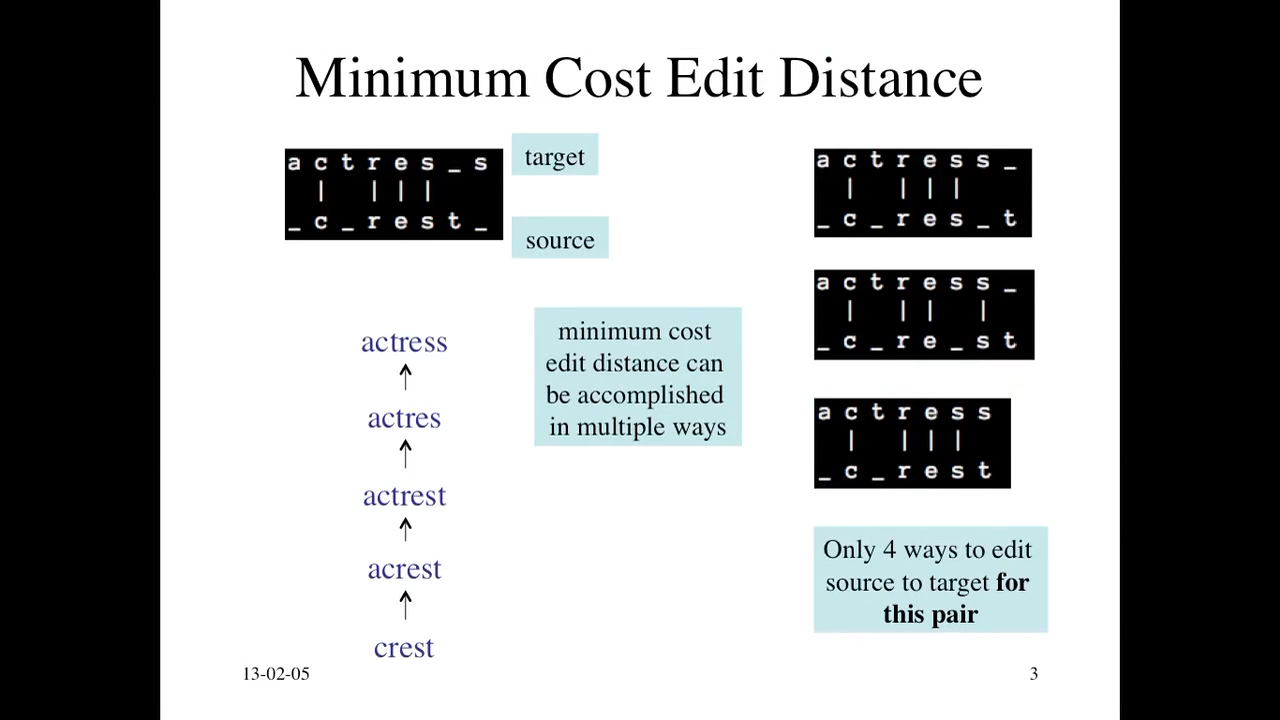 Minimum Cost Edit Distance
a c t r e s _ s
| | | |
_ c _ r e s t _
target
source
actress
actres
actrest
acrest
crest
minimum cost
edit distance can
be accomplished
in multiple ways
a c t r e s s _
| | | |
_ c _ r e s _ t
a c t r e s s _
| | | |
_ c _ r e _ s t
a c t r e s s
| | | |
_ c _ r e s t
Only 4 ways to edit
source to target for
this pair
13-02-05
3